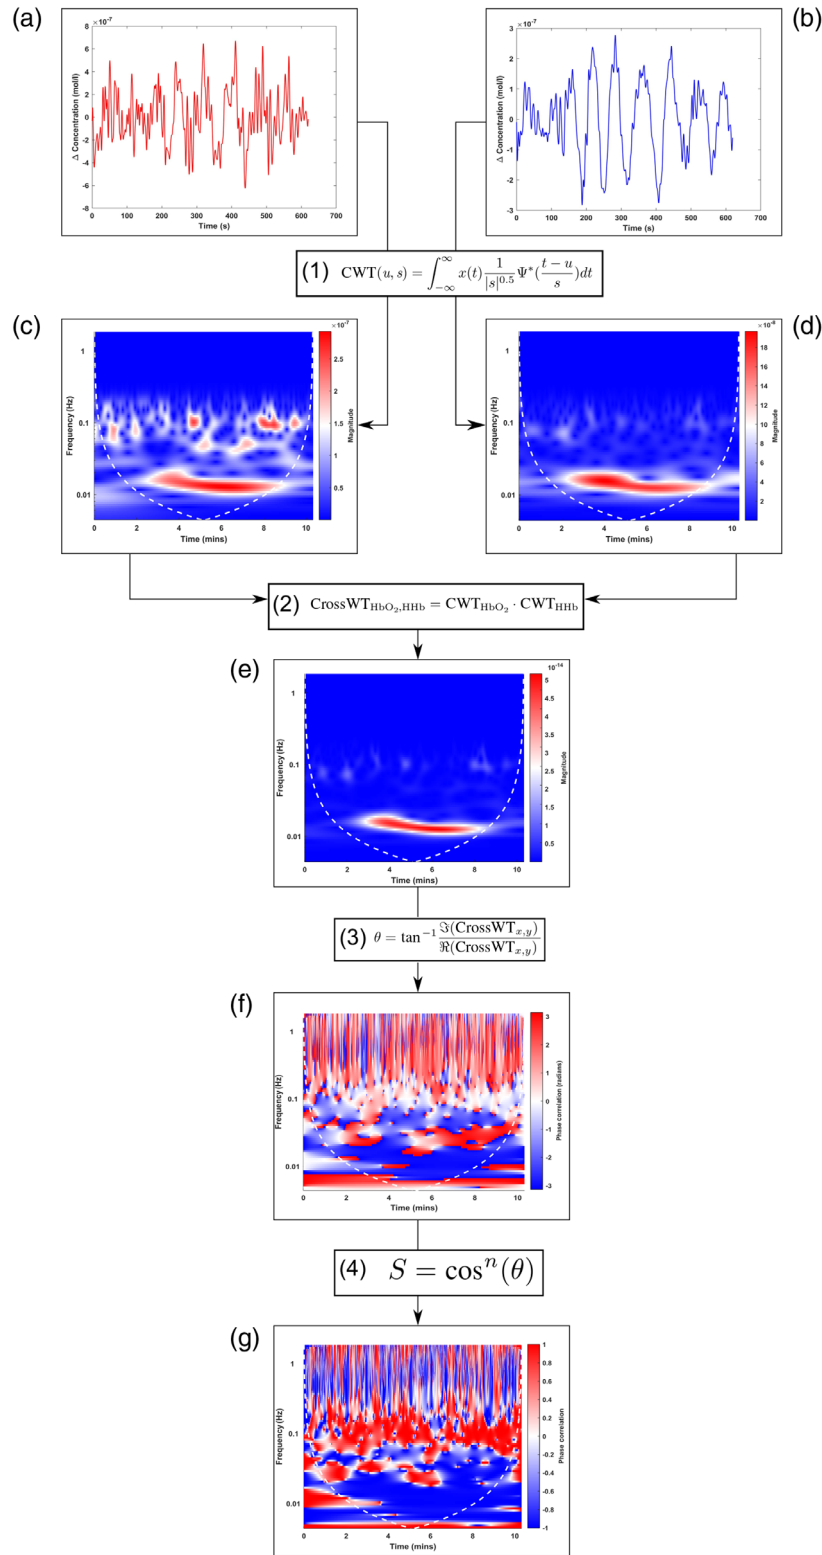 (a)
×10⁻⁷
8
6
4
2
0
-2
-4
-6
-8
Δ Concentration (mol/l)
0 100 200 300 400 500 600 700
Time (s)
(b)
×10⁻⁷
3
2
1
0
-1
-2
-3
Δ Concentration (mol/l)
0 100 200 300 400 500 600 700
Time (s)
(1) CWT(u, s) = ∫_{-∞}^{∞} x(t) 1/|s|^{0.5} Ψ*((t − u)/s) dt
(c)
×10⁻⁷
1
0.1
0.01
Frequency (Hz)
0 2 4 6 8 10
Time (mins)
2.5
2
1.5
1
0.5
Magnitude
(d)
×10⁻⁸
1
0.1
0.01
Frequency (Hz)
0 2 4 6 8 10
Time (mins)
18
16
14
12
10
8
6
4
2
Magnitude
(2) CrossWT_{HbO₂,HHb} = CWT_{HbO₂} · CWT_{HHb}
(e)
10⁻¹⁴
1
0.1
0.01
Frequency (Hz)
0 2 4 6 8 10
Time (mins)
5
4.5
4
3.5
3
2.5
2
1.5
1
0.5
Magnitude
(3) θ = tan⁻¹ ℑ(CrossWT_{x,y})/ℜ(CrossWT_{x,y})
(f)
1
0.1
0.01
Frequency (Hz)
0 2 4 6 8 10
Time (mins)
3
2
1
0
-1
-2
-3
Phase correlation (radians)
(4) S = cosⁿ(θ)
(g)
1
0.1
0.01
Frequency (Hz)
0 2 4 6 8 10
Time (mins)
1
0.8
0.6
0.4
0.2
0
-0.2
-0.4
-0.6
-0.8
-1
Phase correlation